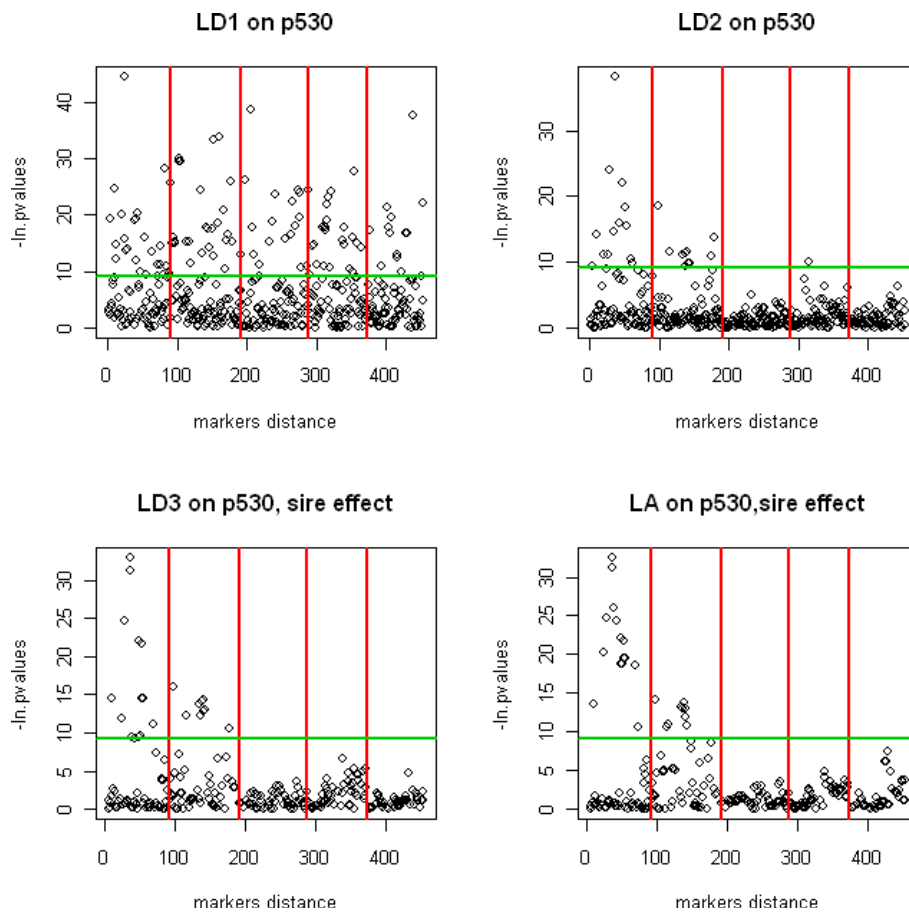 LD1 on p530
-ln.pvalues
40
30
20
10
0
0 100 200 300 400
markers distance
LD2 on p530
-ln.pvalues
30
20
10
0
0 100 200 300 400
markers distance
LD3 on p530, sire effect
-ln.pvalues
30
25
20
15
10
5
0
0 100 200 300 400
markers distance
LA on p530,sire effect
-ln.pvalues
30
25
20
15
10
5
0
0 100 200 300 400
markers distance